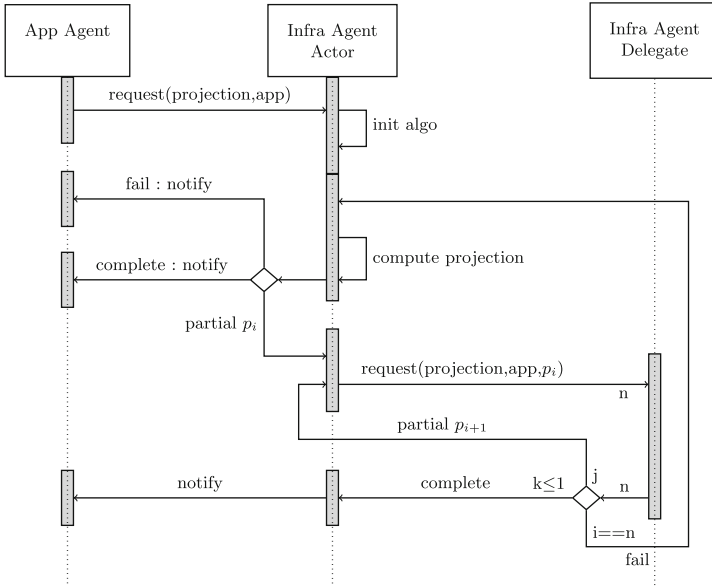 App Agent
Infra Agent
Actor
Infra Agent
Delegate
request(projection,app)
init algo
fail : notify
compute projection
complete : notify
partial pᵢ
request(projection,app,pᵢ)
n
partial pᵢ₊₁
j
n
k≤1
complete
notify
i==n
fail